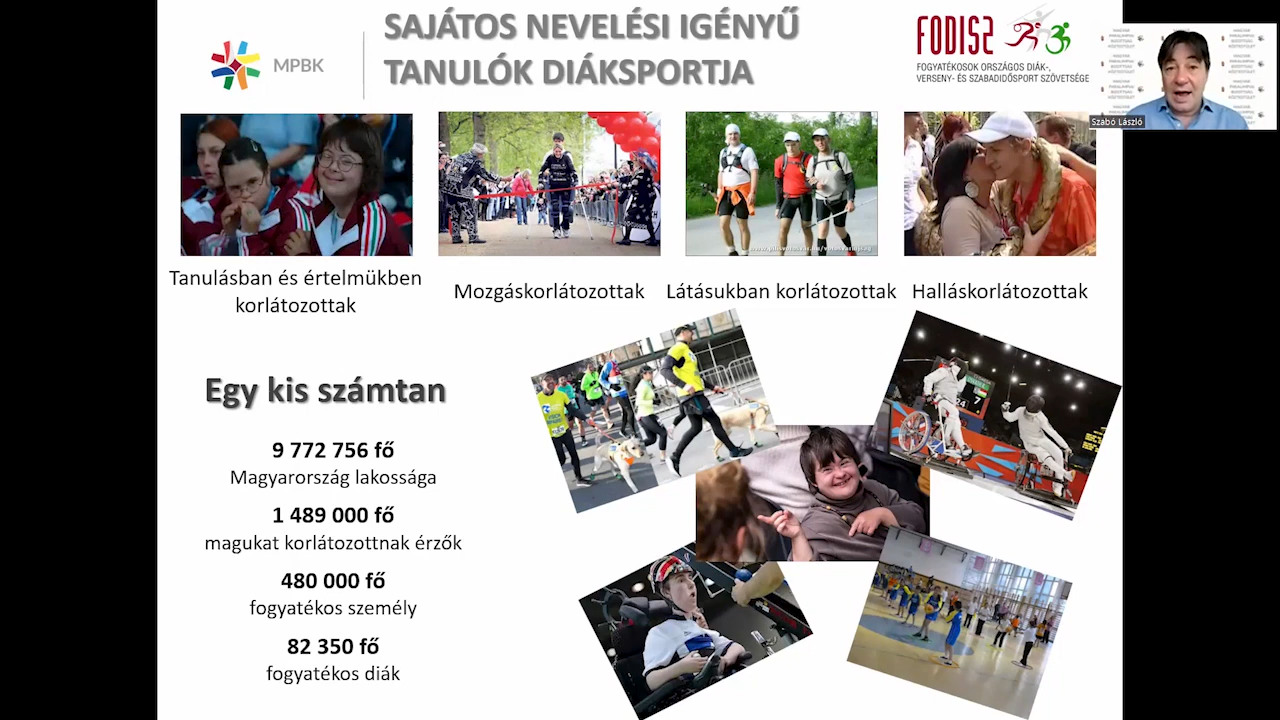 SAJÁTOS NEVELÉSI IGÉNYŰ
TANULÓK DIÁKSPORTJA
MPBK
FODISZ
FOGYATÉKOSOK ORSZÁGOS DIÁK-,
VERSENY- ÉS SZABADIDŐSPORT SZÖVETSÉGE
Szabó László
Tanulásban és értelmükben
korlátozottak
Mozgáskorlátozottak
Látásukban korlátozottak
Halláskorlátozottak
Egy kis számtan
9 772 756 fő
Magyarország lakossága
1 489 000 fő
magukat korlátozottnak érzők
480 000 fő
fogyatékos személy
82 350 fő
fogyatékos diák